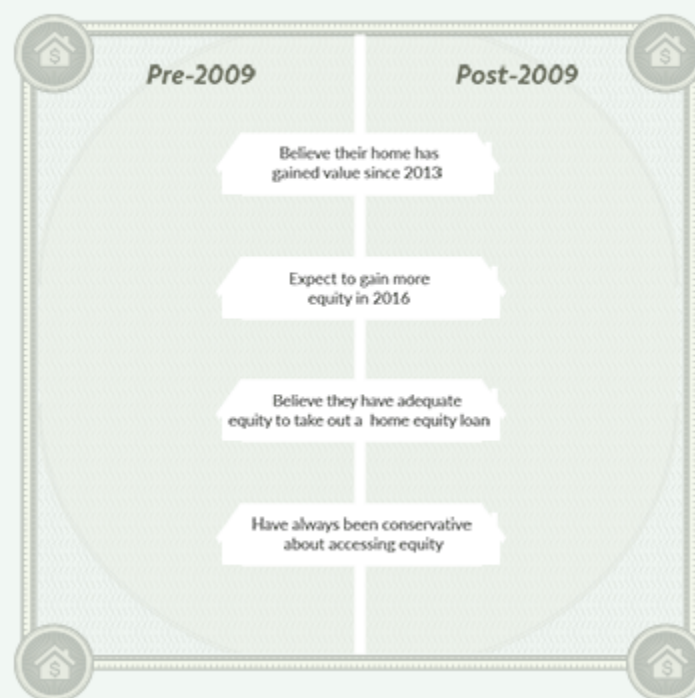 Pre-2009
Post-2009
Believe their home has
gained value since 2013
Expect to gain more
equity in 2016
Believe they have adequate
equity to take out a home equity loan
Have always been conservative
about accessing equity
$
$
$
$